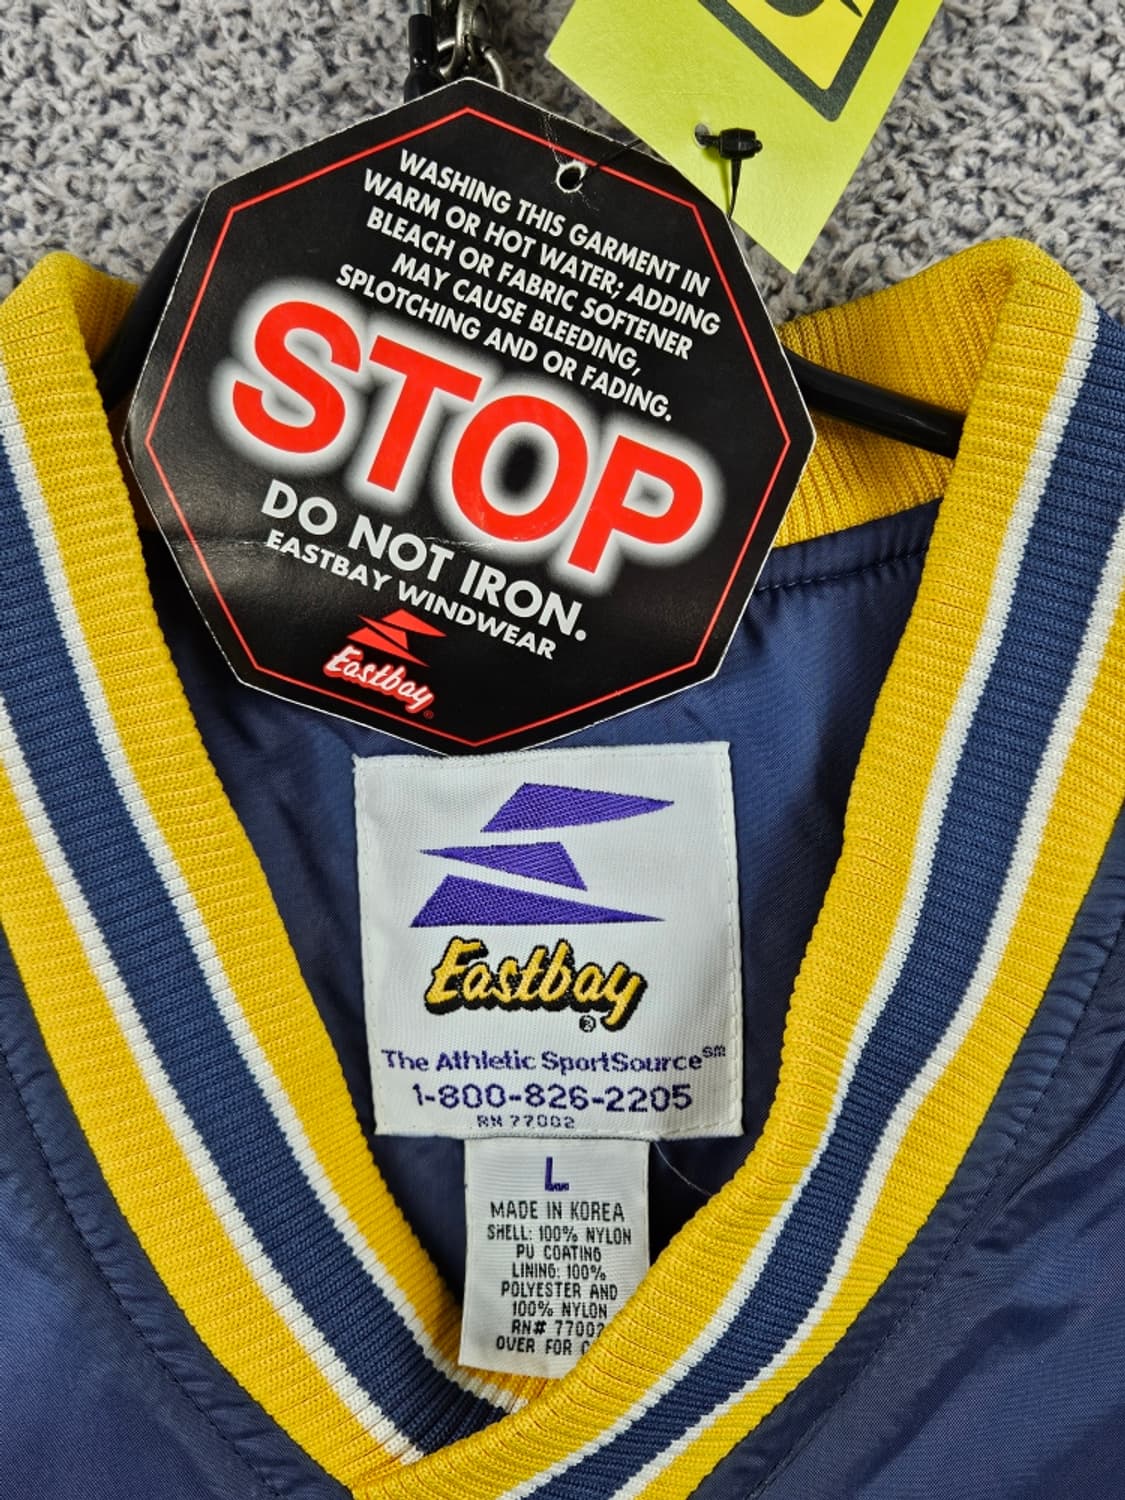 WASHING THIS GARMENT IN
WARM OR HOT WATER; ADDING
BLEACH OR FABRIC SOFTENER
MAY CAUSE BLEEDING,
SPLOTCHING AND OR FADING.
STOP
DO NOT IRON.
EASTBAY WINDWEAR
Eastbay®
Eastbay®
The Athletic SportSource℠
1-800-826-2205
RN 77002
L
MADE IN KOREA
SHELL: 100% NYLON
PU COATING
LINING: 100%
POLYESTER AND
100% NYLON
RN# 77002
OVER FOR